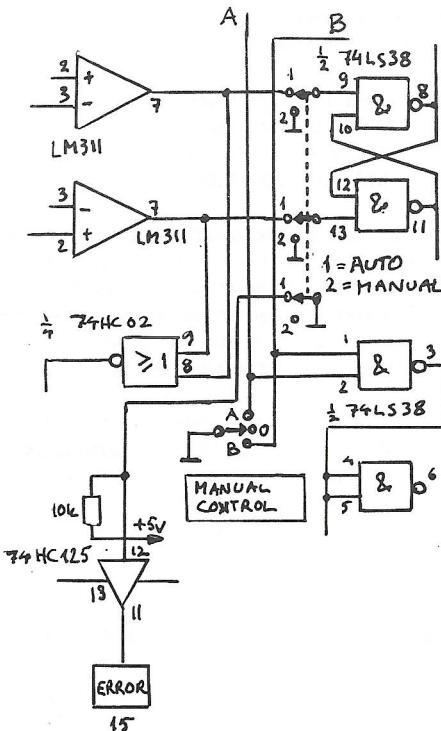 A
B
½ 74LS38
2
+
3
-
7
LM311
1
2
9
10
&
8
3
-
2
+
7
LM311
1
2
12
13
&
11
1 = AUTO
2 = MANUAL
1
2
¼ 74HC02
≥1
9
8
1
2
&
3
A
O
B
½ 74LS38
4
5
&
6
MANUAL
CONTROL
10k
+5V
74HC125
12
13
11
ERROR
15